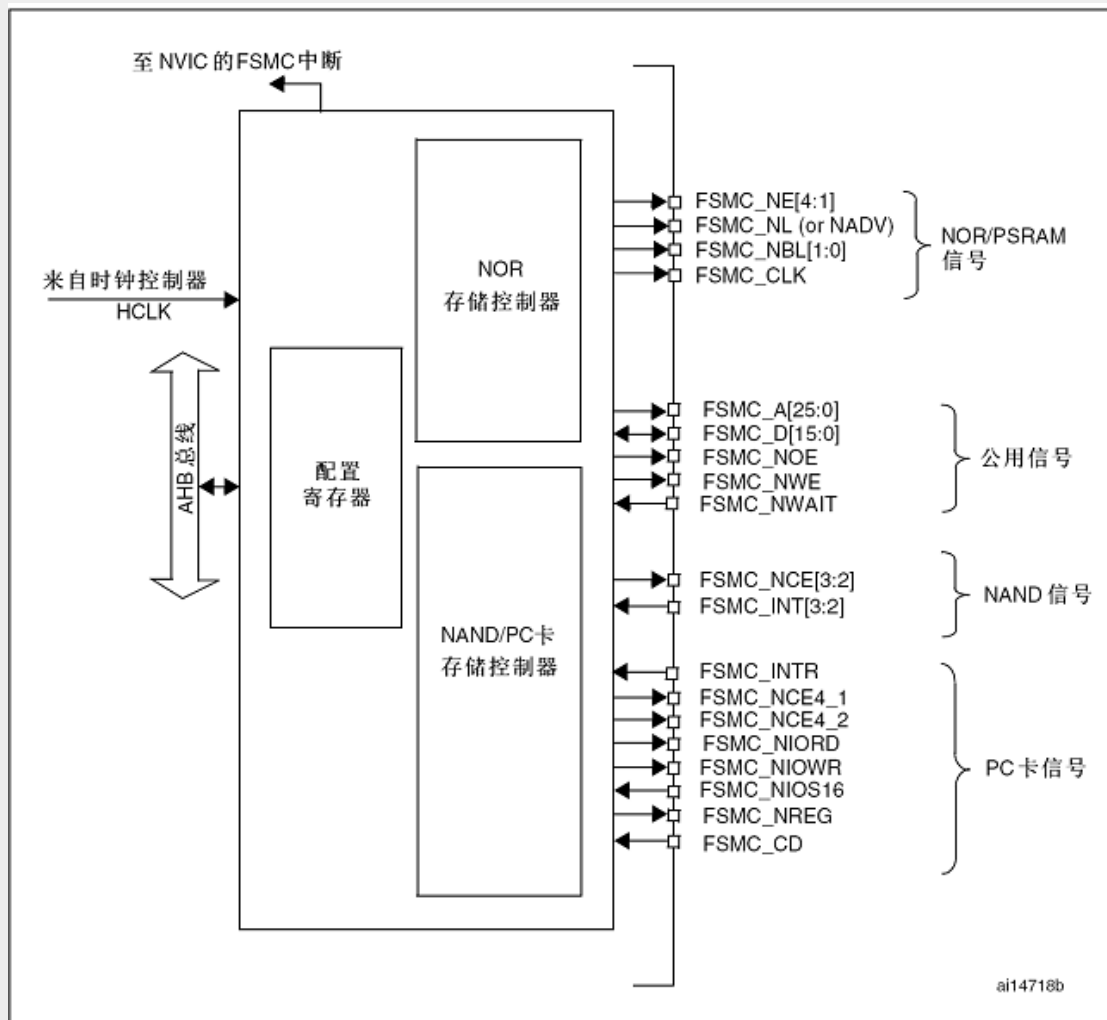 至 NVIC 的FSMC中断
NOR
存储控制器
来自时钟控制器
HCLK
AHB 总线
配置
寄存器
NAND/PC卡
存储控制器
FSMC_NE[4:1]
FSMC_NL (or NADV)
FSMC_NBL[1:0]
FSMC_CLK
NOR/PSRAM
信号
FSMC_A[25:0]
FSMC_D[15:0]
FSMC_NOE
FSMC_NWE
FSMC_NWAIT
公用信号
FSMC_NCE[3:2]
FSMC_INT[3:2]
NAND 信号
FSMC_INTR
FSMC_NCE4_1
FSMC_NCE4_2
FSMC_NIORD
FSMC_NIOWR
FSMC_NIOS16
FSMC_NREG
FSMC_CD
PC卡信号
ai14718b